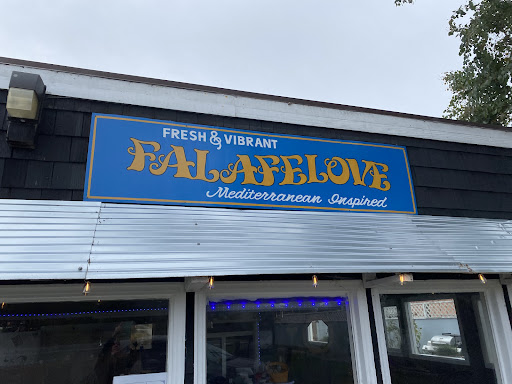 FRESH & VIBRANT
FALAFELOVE
Mediterranean Inspired